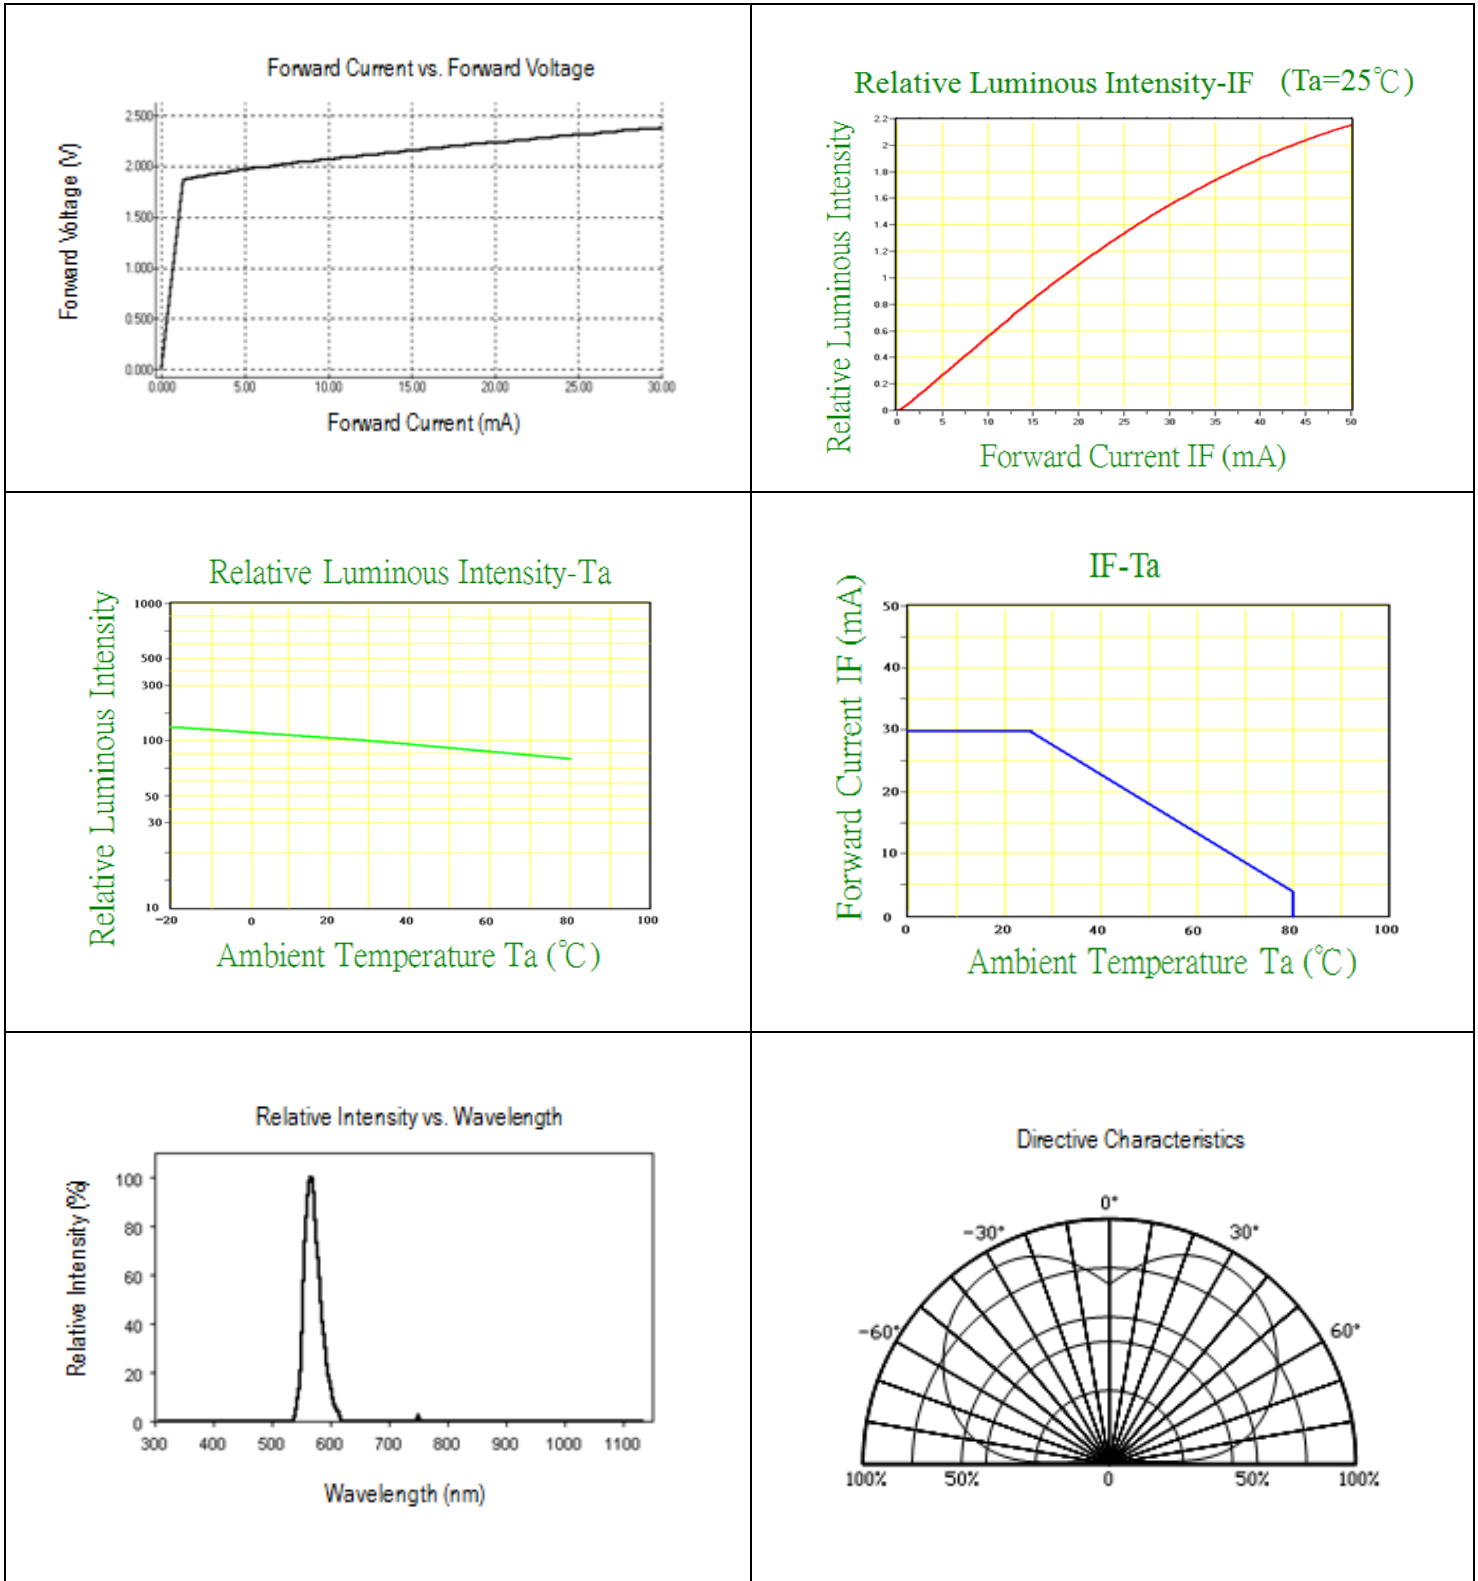 Forward Current vs. Forward Voltage
Forward Voltage (V)
2.500
2.000
1.500
1.000
0.500
0.000
0.000 5.00 10.00 15.00 20.00 25.00 30.00
Forward Current (mA)
Relative Luminous Intensity-IF (Ta=25℃)
Relative Luminous Intensity
2.2
2
1.8
1.6
1.4
1.2
1
0.8
0.6
0.4
0.2
0
0 5 10 15 20 25 30 35 40 45 50
Forward Current IF (mA)
Relative Luminous Intensity-Ta
Relative Luminous Intensity
1000
500
300
100
50
30
10
-20 0 20 40 60 80 100
Ambient Temperature Ta (℃)
IF-Ta
Forward Current IF (mA)
50
40
30
20
10
0
0 20 40 60 80 100
Ambient Temperature Ta (℃)
Relative Intensity vs. Wavelength
Relative Intensity (%)
100
80
60
40
20
0
300 400 500 600 700 800 900 1000 1100
Wavelength (nm)
Directive Characteristics
0°
-30° 30°
-60° 60°
100% 50% 0 50% 100%